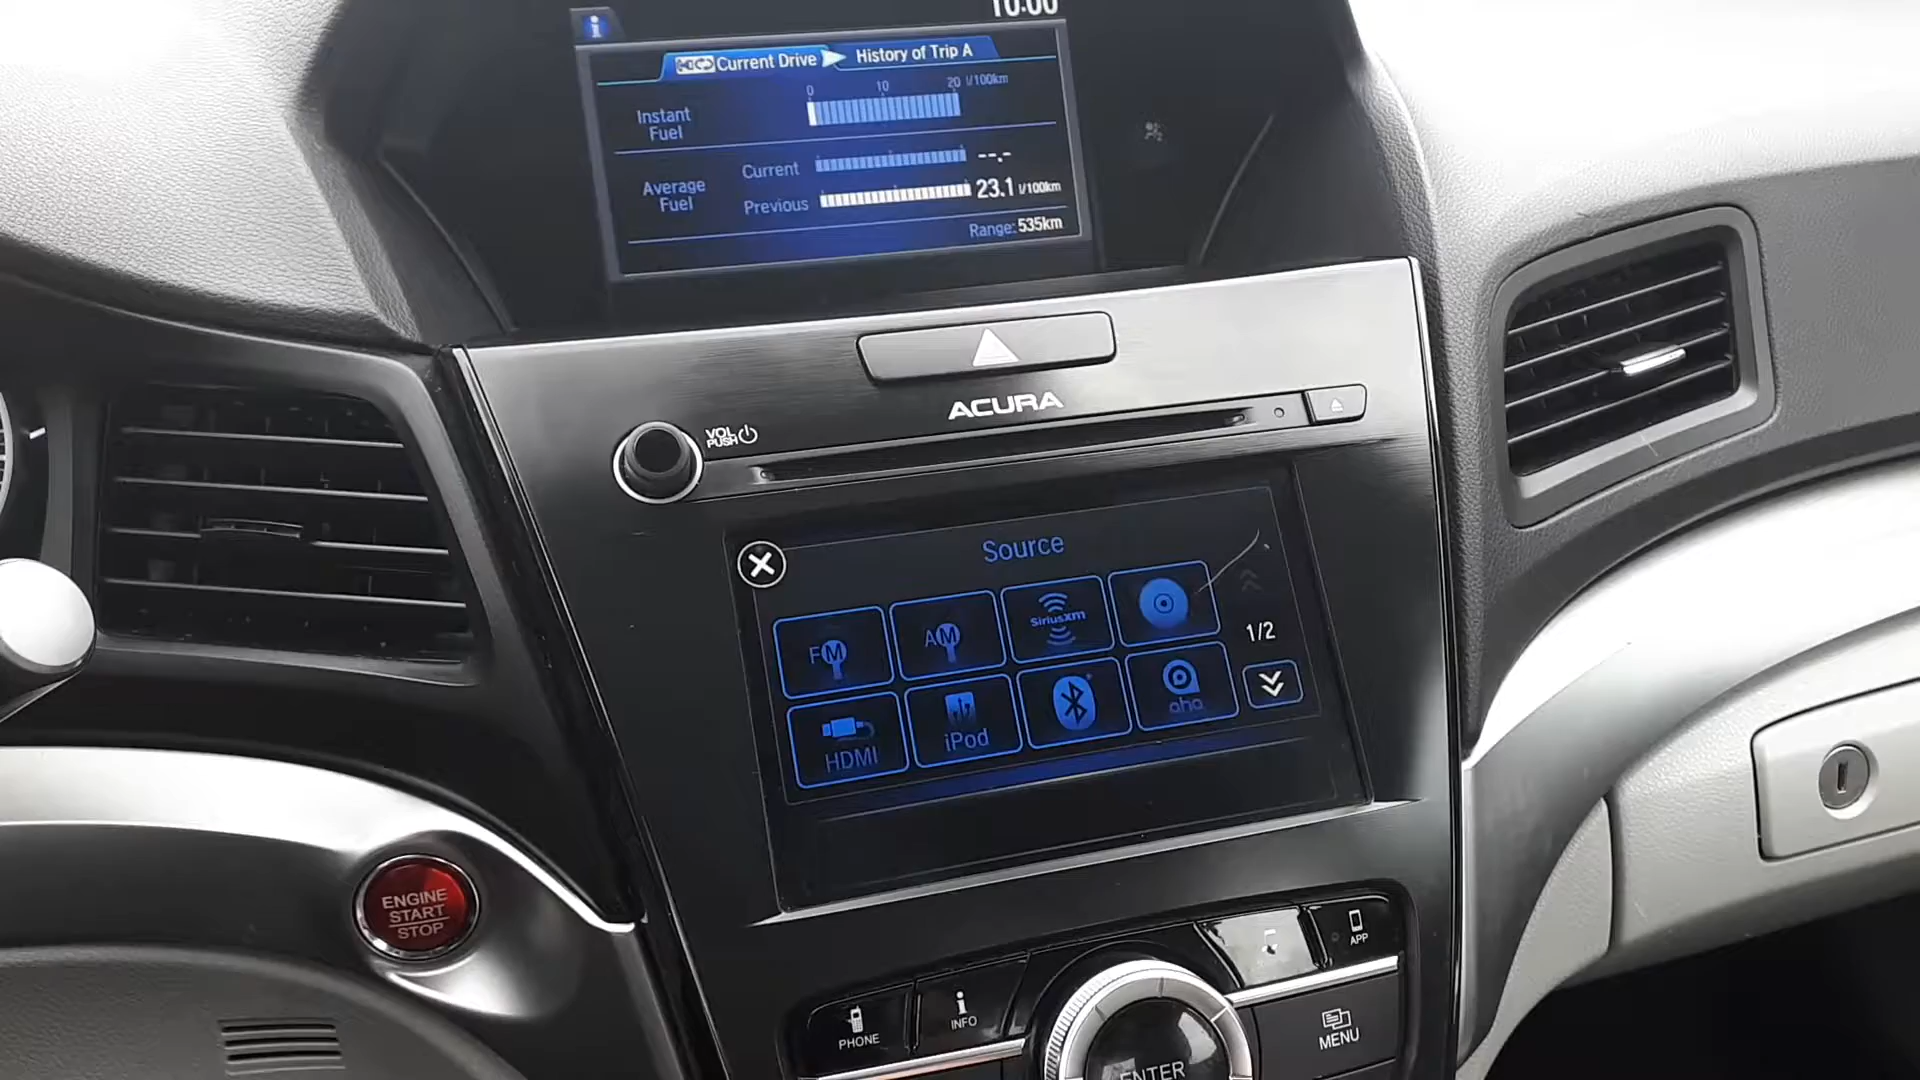 10:00
i
Current Drive
History of Trip A
0 10 20 l/100km
Instant
Fuel
Average
Fuel
Current --.-
Previous 23.1 l/100km
Range: 535km
ACURA
VOL
PUSH
Source
FM
AM
siriusxm
1/2
HDMI
iPod
aha
ENGINE
START
STOP
APP
PHONE
i
INFO
MENU
ENTER